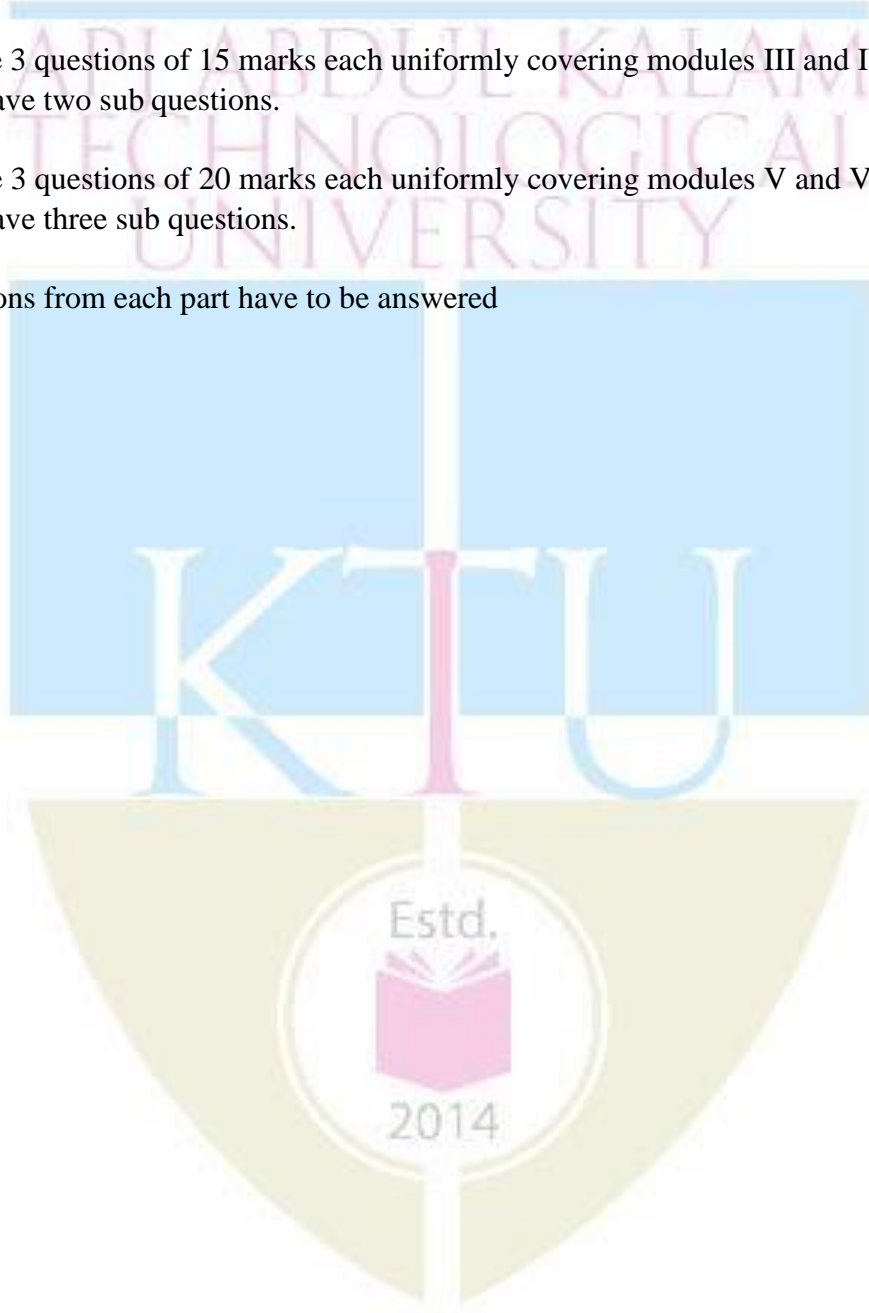 API ABDUL KALAM
e 3 questions of 15 marks each uniformly covering modules III and I
ave two sub questions.
TECHNOLOGICAL
e 3 questions of 20 marks each uniformly covering modules V and V
ave three sub questions.
UNIVERSITY
ons from each part have to be answered
KTU
Estd.
2014